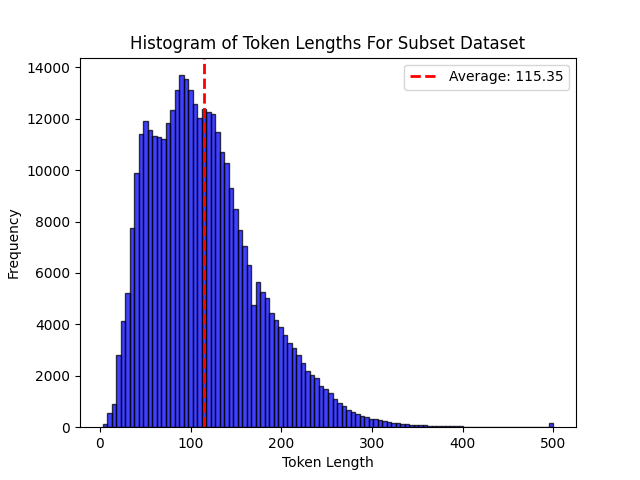 Histogram of Token Lengths For Subset Dataset
Average: 115.35
14000
12000
10000
8000
6000
4000
2000
0
Frequency
0 100 200 300 400 500
Token Length